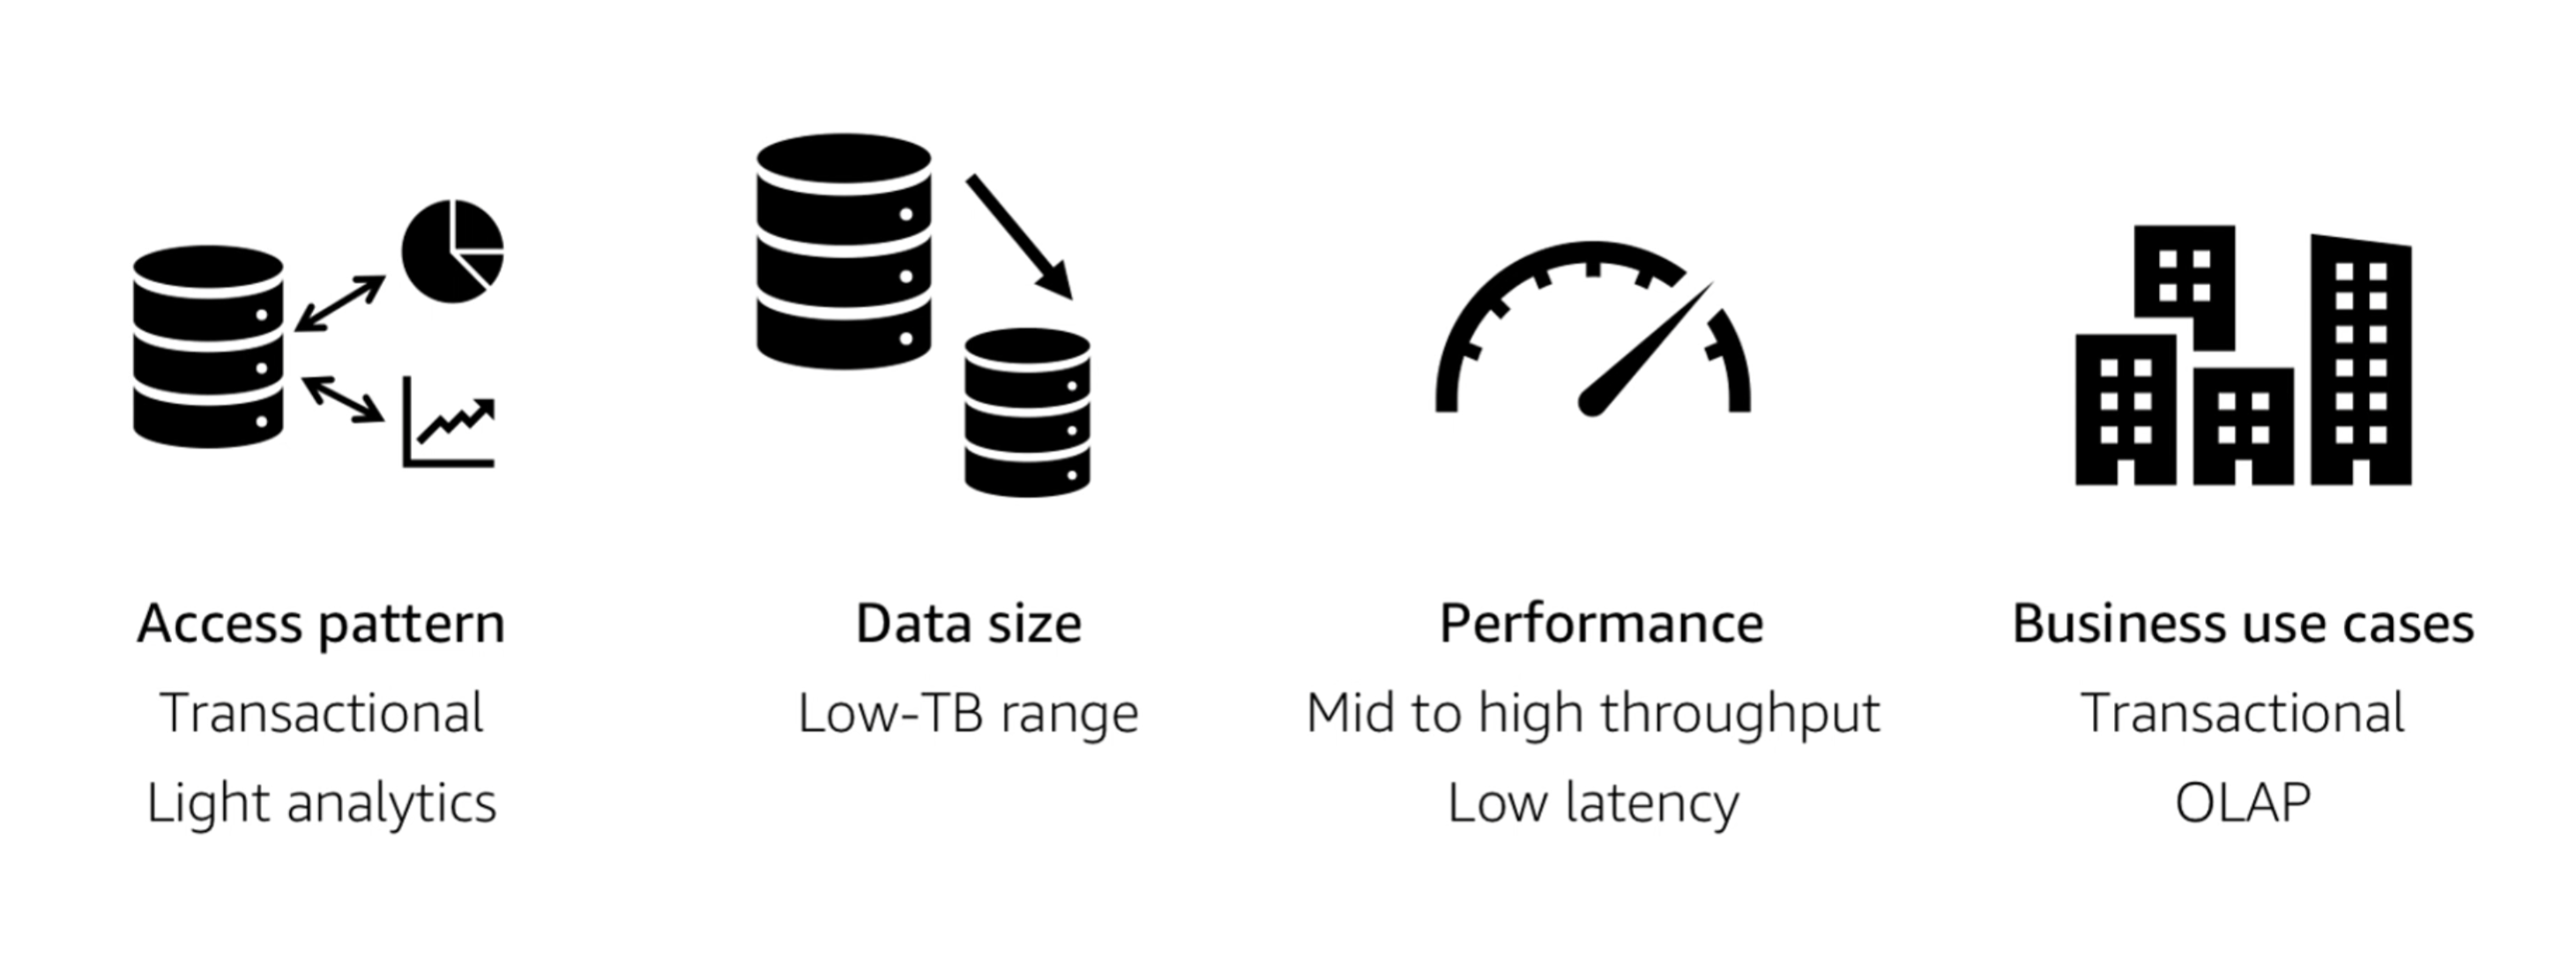 Access pattern
Transactional
Light analytics
Data size
Low-TB range
Performance
Mid to high throughput
Low latency
Business use cases
Transactional
OLAP